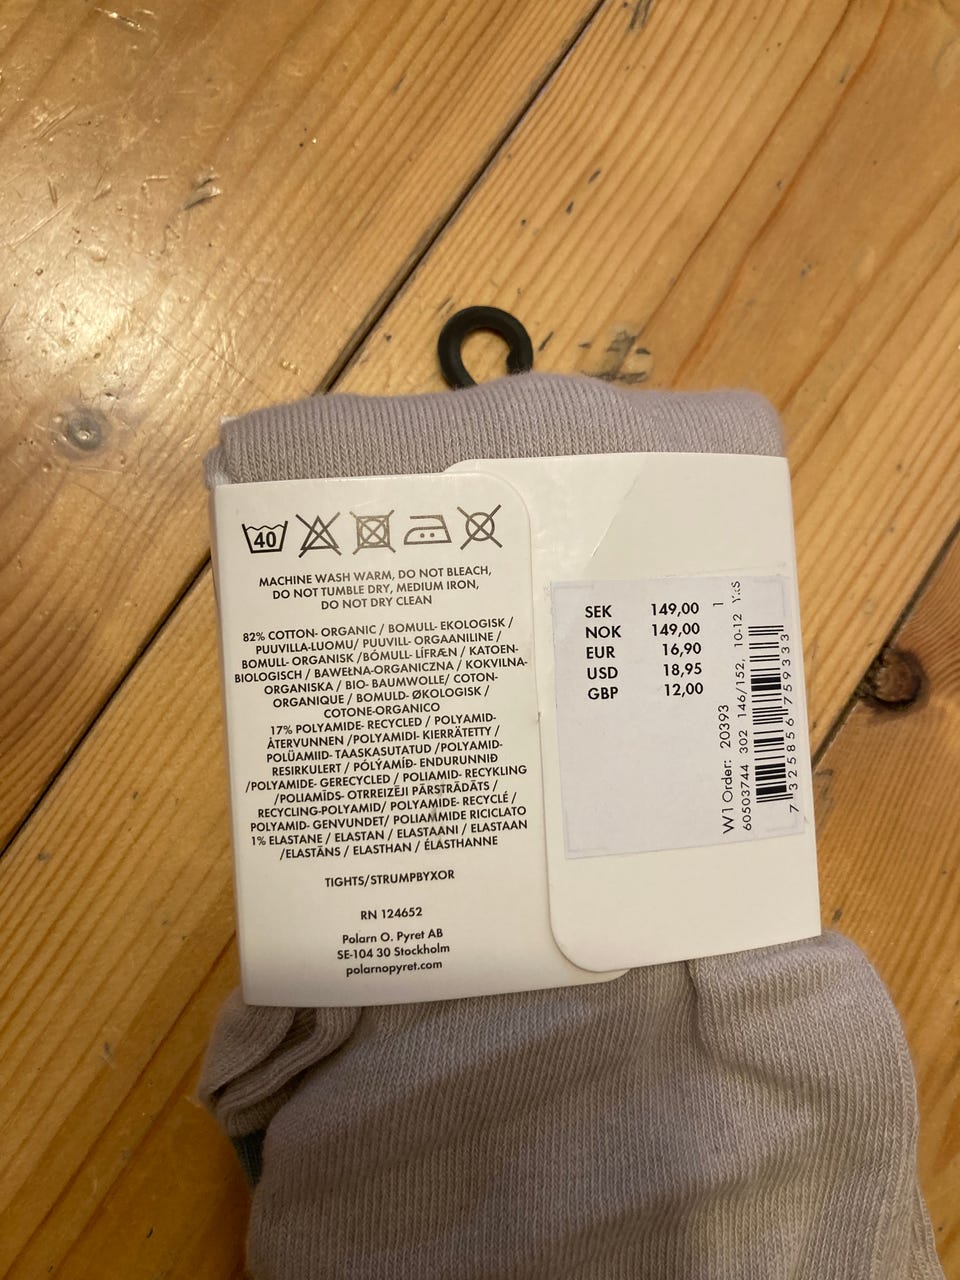 40
MACHINE WASH WARM, DO NOT BLEACH,
DO NOT TUMBLE DRY, MEDIUM IRON,
DO NOT DRY CLEAN
82% COTTON- ORGANIC / BOMULL- EKOLOGISK /
PUUVILLA-LUOMU/ PUUVILL- ORGAANILINE /
BOMULL- ORGANISK /BÓMULL- LÍFRÆN / KATOEN-
BIOLOGISCH / BAWEŁNA-ORGANICZNA / KOKVILNA-
ORGANISKA / BIO- BAUMWOLLE/ COTON-
ORGANIQUE / BOMULD- ØKOLOGISK /
COTONE-ORGANICO
17% POLYAMIDE- RECYCLED / POLYAMID-
ÅTERVUNNEN /POLYAMIDI- KIERRÄTETTY /
POLÜAMIID- TAASKASUTATUD /POLYAMID-
RESIRKULERT / PÓLÝAMÍÐ- ENDURUNNIÐ
/POLYAMIDE- GERECYCLED / POLIAMID- RECYKLING
/POLIAMĪDS- OTRREIZĒJI PĀRSTRĀDĀTS /
RECYCLING-POLYAMID/ POLYAMIDE- RECYCLÉ /
POLYAMID- GENVUNDET/ POLIAMMIDE RICICLATO
1% ELASTANE / ELASTAN / ELASTAANI / ELASTAAN
/ELASTĀNS / ELASTHAN / ÉLASTHANNE
TIGHTS/STRUMPBYXOR
RN 124652
Polarn O. Pyret AB
SE-104 30 Stockholm
polarnopyret.com
SEK 149,00
NOK 149,00
EUR 16,90
USD 18,95
GBP 12,00
W1 Order: 20393 1
60503744 302 146/152, 10-12 Yrs
7 325856 759333